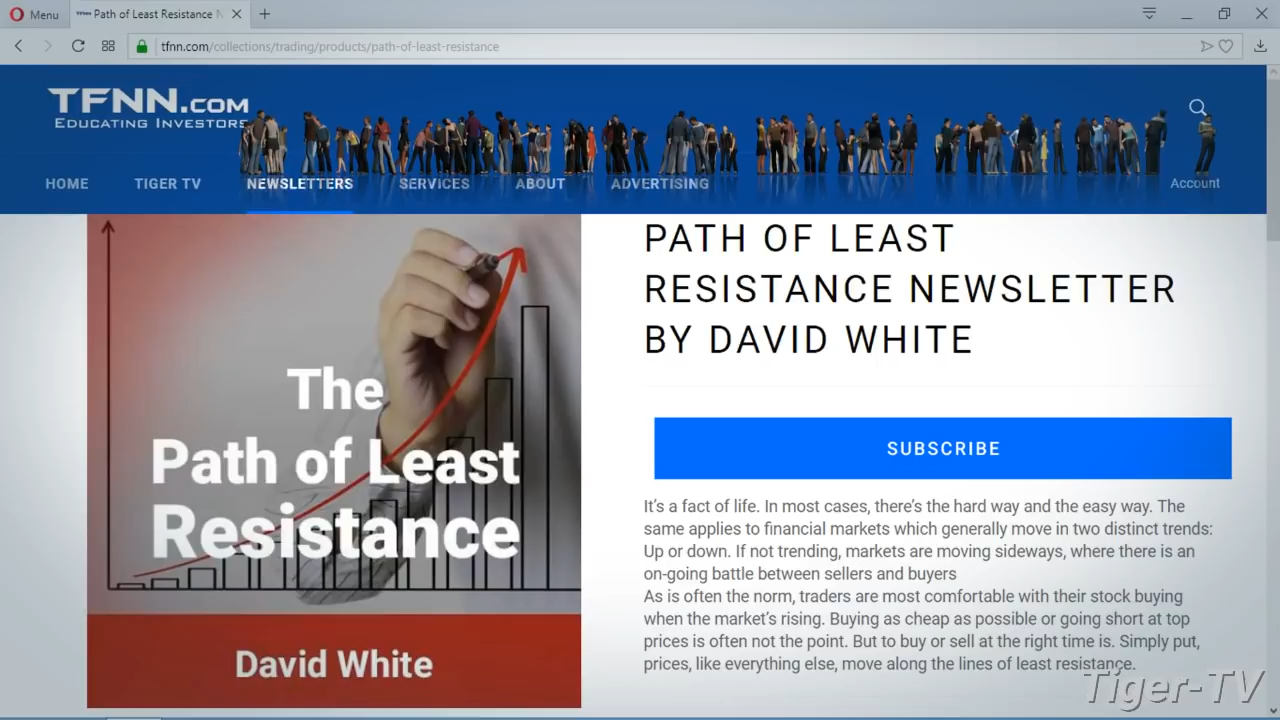 Menu
Path of Least Resistance N
tfnn.com/collections/trading/products/path-of-least-resistance
TFNN.COM
EDUCATING INVESTORS
HOME
TIGER TV
NEWSLETTERS
SERVICES
ABOUT
ADVERTISING
Account
The
Path of Least
Resistance
David White
PATH OF LEAST
RESISTANCE NEWSLETTER
BY DAVID WHITE
SUBSCRIBE
It's a fact of life. In most cases, there's the hard way and the easy way. The
same applies to financial markets which generally move in two distinct trends:
Up or down. If not trending, markets are moving sideways, where there is an
on-going battle between sellers and buyers
As is often the norm, traders are most comfortable with their stock buying
when the market's rising. Buying as cheap as possible or going short at top
prices is often not the point. But to buy or sell at the right time is. Simply put,
prices, like everything else, move along the lines of least resistance.
Tiger-TV